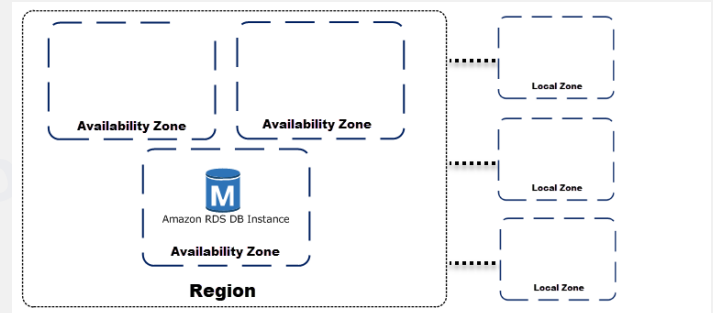 Availability Zone
Availability Zone
M
Amazon RDS DB Instance
Availability Zone
Region
Local Zone
Local Zone
Local Zone